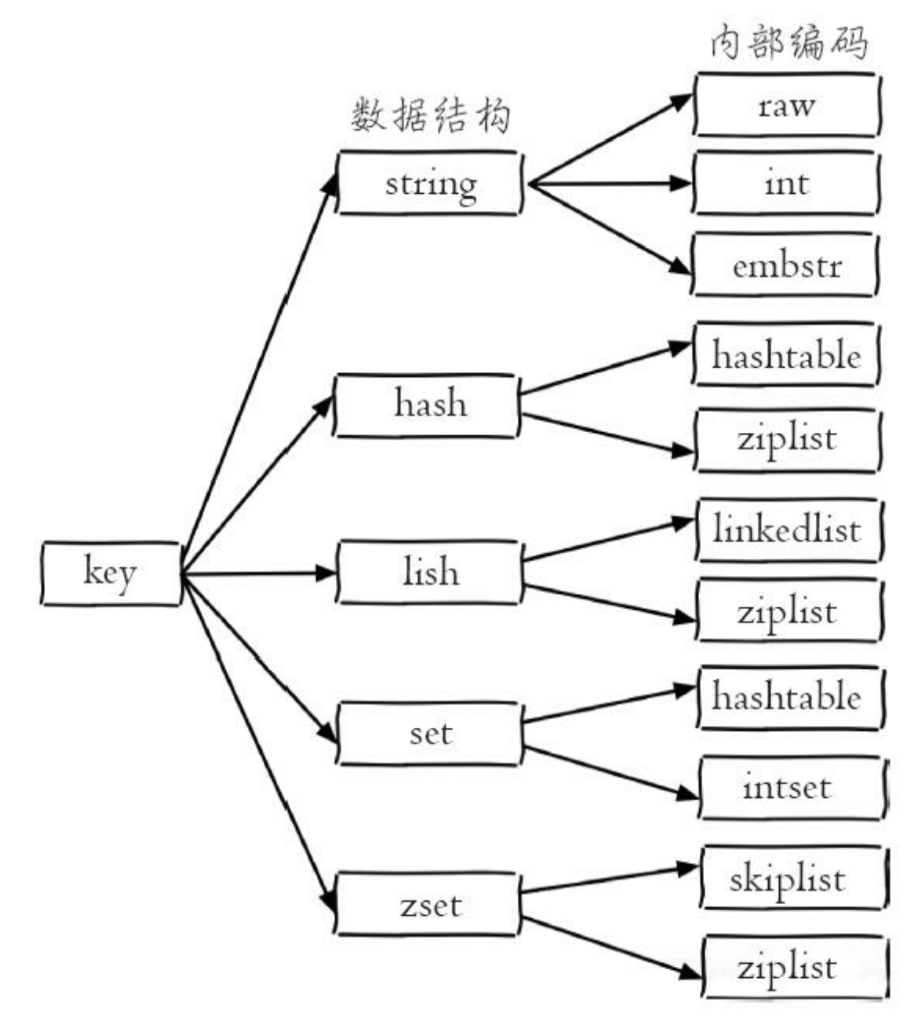 内部编码
数据结构
raw
string
int
embstr
hashtable
hash
ziplist
linkedlist
key
lish
ziplist
hashtable
set
intset
skiplist
zset
ziplist